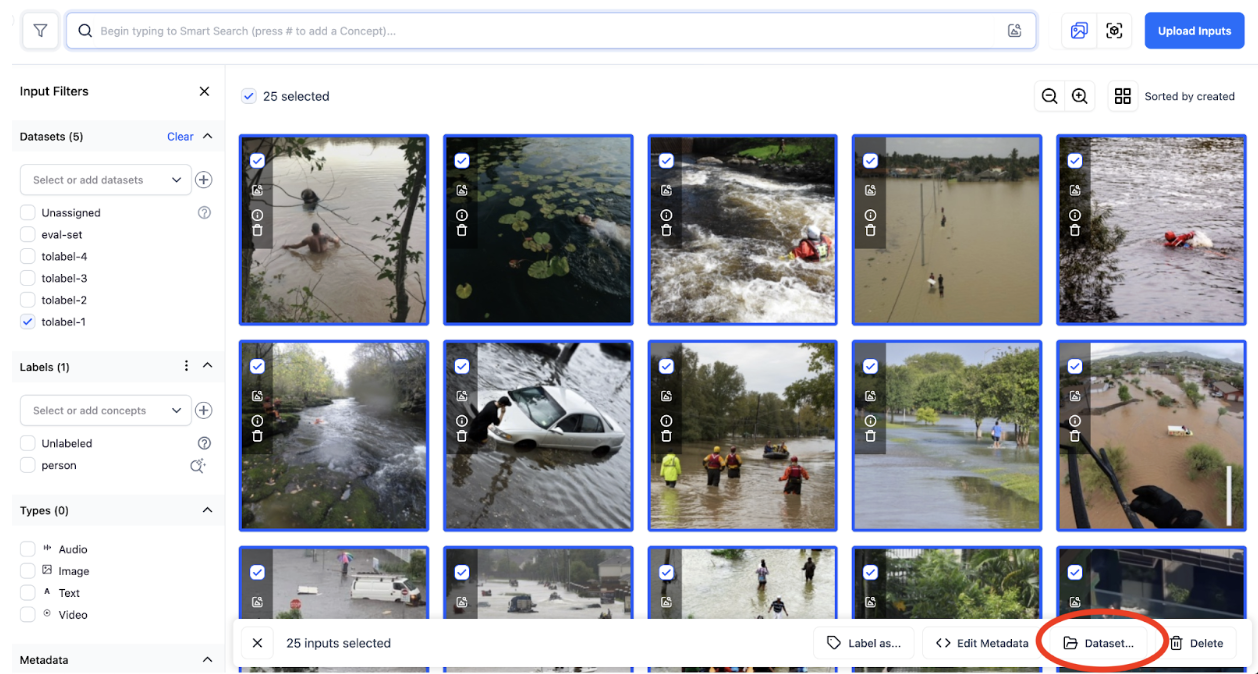 Begin typing to Smart Search (press # to add a Concept)...
Upload Inputs
Input Filters
25 selected
Sorted by created
Datasets (5)
Clear
Select or add datasets
Unassigned
eval-set
tolabel-4
tolabel-3
tolabel-2
tolabel-1
Labels (1)
Select or add concepts
Unlabeled
person
Types (0)
Audio
Image
Text
Video
Metadata
25 inputs selected
Label as...
Edit Metadata
Dataset...
Delete